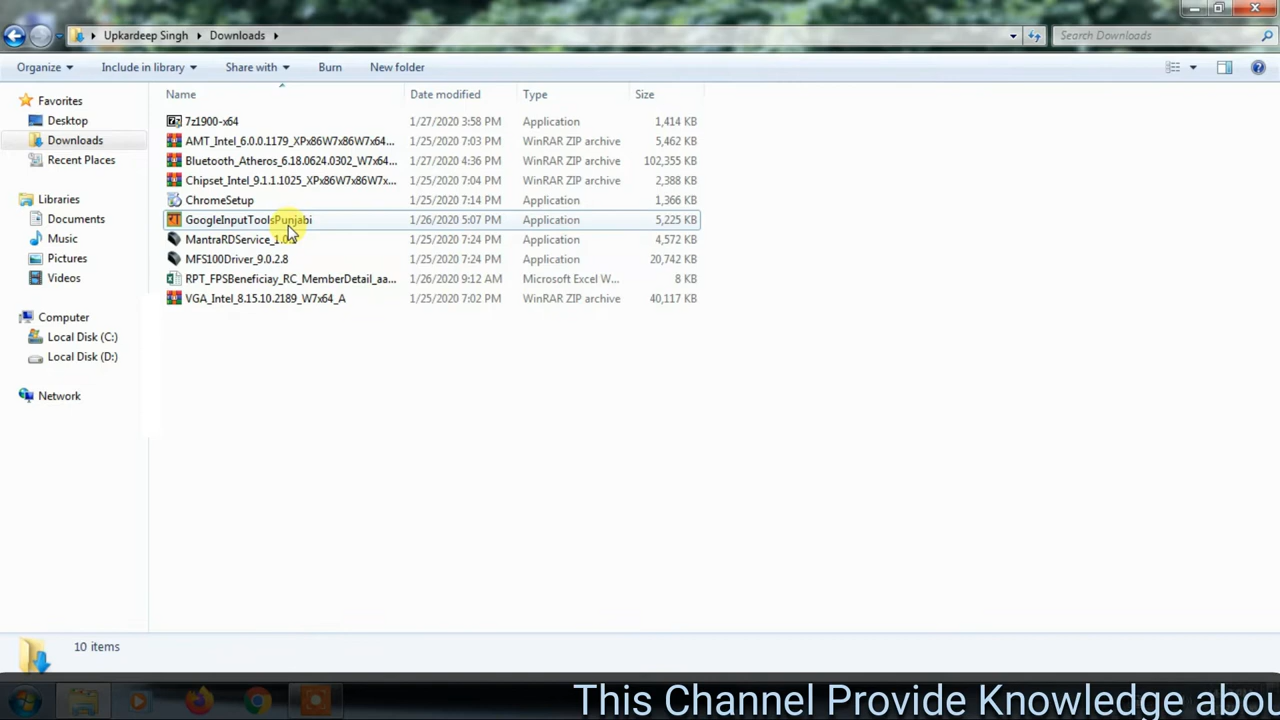 Upkardeep Singh Downloads
Search Downloads
Organize Include in library Share with Burn New folder
Name Date modified Type Size
Favorites
Desktop
Downloads
Recent Places
Libraries
Documents
Music
Pictures
Videos
Computer
Local Disk (C:)
Local Disk (D:)
Network
7z1900-x64 1/27/2020 3:58 PM Application 1,414 KB
AMT_Intel_6.0.0.1179_XPx86W7x86W7x64... 1/25/2020 7:03 PM WinRAR ZIP archive 5,462 KB
Bluetooth_Atheros_6.18.0624.0302_W7x64... 1/27/2020 4:36 PM WinRAR ZIP archive 102,355 KB
Chipset_Intel_9.1.1.1025_XPx86W7x86W7x... 1/25/2020 7:04 PM WinRAR ZIP archive 2,388 KB
ChromeSetup 1/25/2020 7:14 PM Application 1,366 KB
GoogleInputToolsPunjabi 1/26/2020 5:07 PM Application 5,225 KB
1/25/2020 7:24 PM Application 4,572 KB
MFS100Driver_9.0.2.8 1/25/2020 7:24 PM Application 20,742 KB
RPT_FPSBeneficiay_RC_MemberDetail_aa... 1/26/2020 9:12 AM Microsoft Excel W... 8 KB
VGA_Intel_8.15.10.2189_W7x64_A 1/25/2020 7:02 PM WinRAR ZIP archive 40,117 KB
10 items
This Channel Provide Knowledge abou